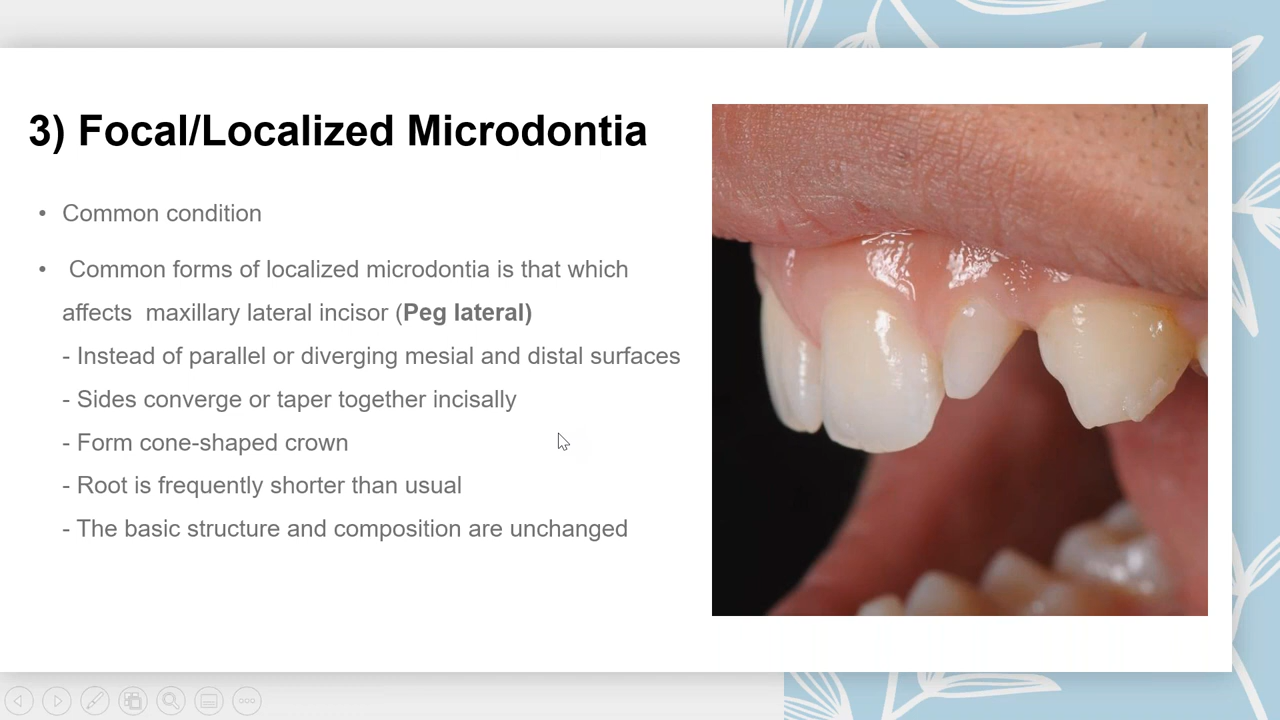 3) Focal/Localized Microdontia
• Common condition
• Common forms of localized microdontia is that which
affects maxillary lateral incisor (Peg lateral)
- Instead of parallel or diverging mesial and distal surfaces
- Sides converge or taper together incisally
- Form cone-shaped crown
- Root is frequently shorter than usual
- The basic structure and composition are unchanged